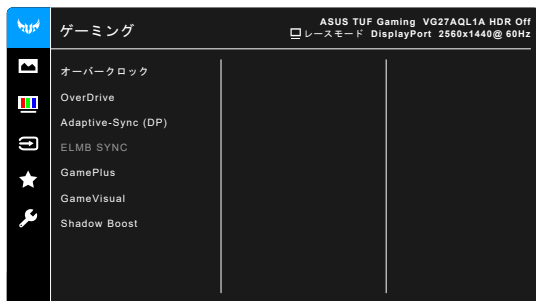 ゲーミング
ASUS TUF Gaming VG27AQL1A HDR Off
レースモード DisplayPort 2560x1440@ 60Hz
オーバークロック
OverDrive
Adaptive-Sync (DP)
ELMB SYNC
GamePlus
GameVisual
Shadow Boost